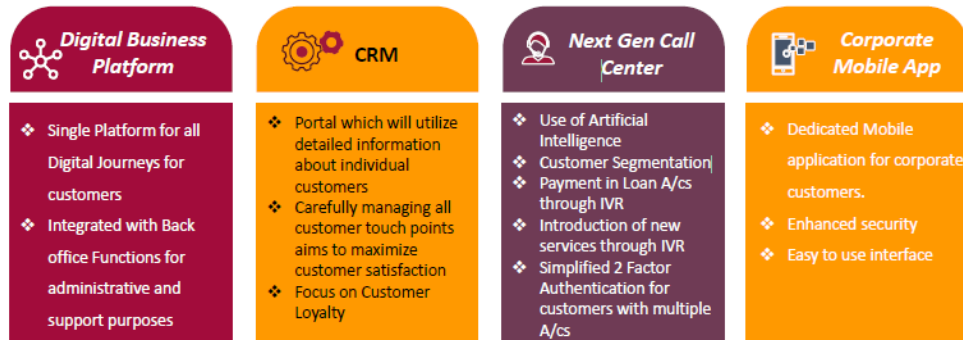 Digital Business
Platform
❖ Single Platform for all
Digital Journeys for
customers
❖ Integrated with Back
office Functions for
administrative and
support purposes
CRM
❖ Portal which will utilize
detailed information
about individual
customers
❖ Carefully managing all
customer touch points
aims to maximize
customer satisfaction
❖ Focus on Customer
Loyalty
Next Gen Call
Center
❖ Use of Artificial
Intelligence
❖ Customer Segmentation
❖ Payment in Loan A/cs
through IVR
❖ Introduction of new
services through IVR
❖ Simplified 2 Factor
Authentication for
customers with multiple
A/cs
Corporate
Mobile App
❖ Dedicated Mobile
application for corporate
customers.
❖ Enhanced security
❖ Easy to use interface